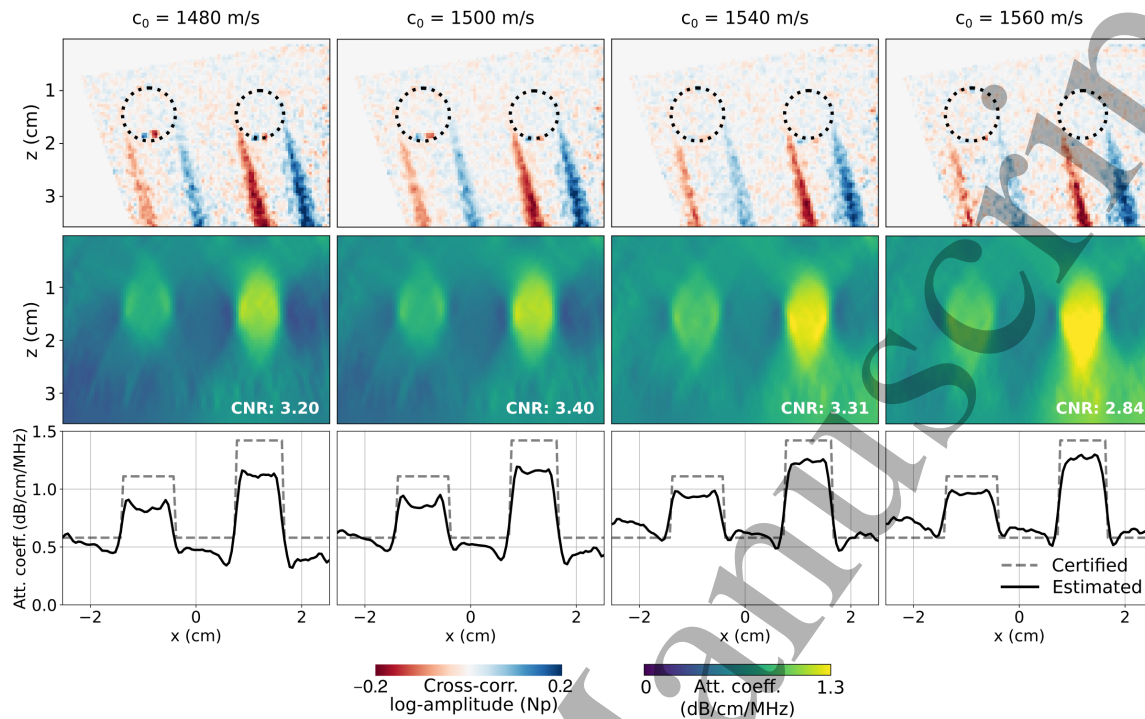 c₀ = 1480 m/s c₀ = 1500 m/s c₀ = 1540 m/s c₀ = 1560 m/s
z (cm)
1
2
3
z (cm)
1
2
3
CNR: 3.20 CNR: 3.40 CNR: 3.31 CNR: 2.84
Att. coeff. (dB/cm/MHz)
1.5
1.0
0.5
0.0
Certified
Estimated
−2 0 2 −2 0 2 −2 0 2 −2 0 2
x (cm) x (cm) x (cm) x (cm)
−0.2 Cross-corr. 0.2
log-amplitude (Np)
0 Att. coeff. 1.3
(dB/cm/MHz)
anuscrip